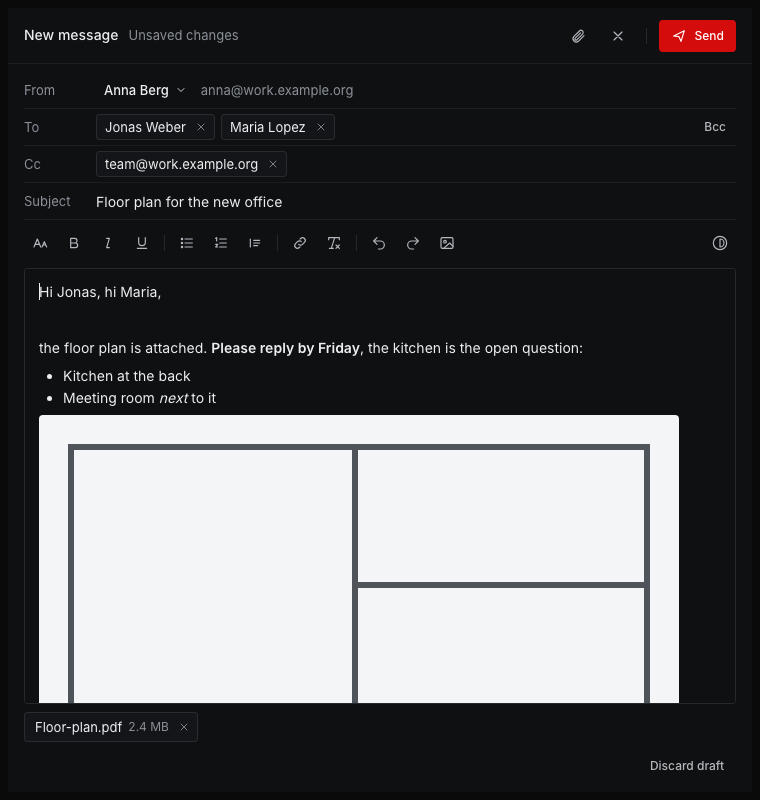 New message Unsaved changes Send
From Anna Berg anna@work.example.org
To Jonas Weber Maria Lopez Bcc
Cc team@work.example.org
Subject Floor plan for the new office
Hi Jonas, hi Maria,
the floor plan is attached. Please reply by Friday, the kitchen is the open question:
• Kitchen at the back
• Meeting room next to it
Floor-plan.pdf 2.4 MB
Discard draft